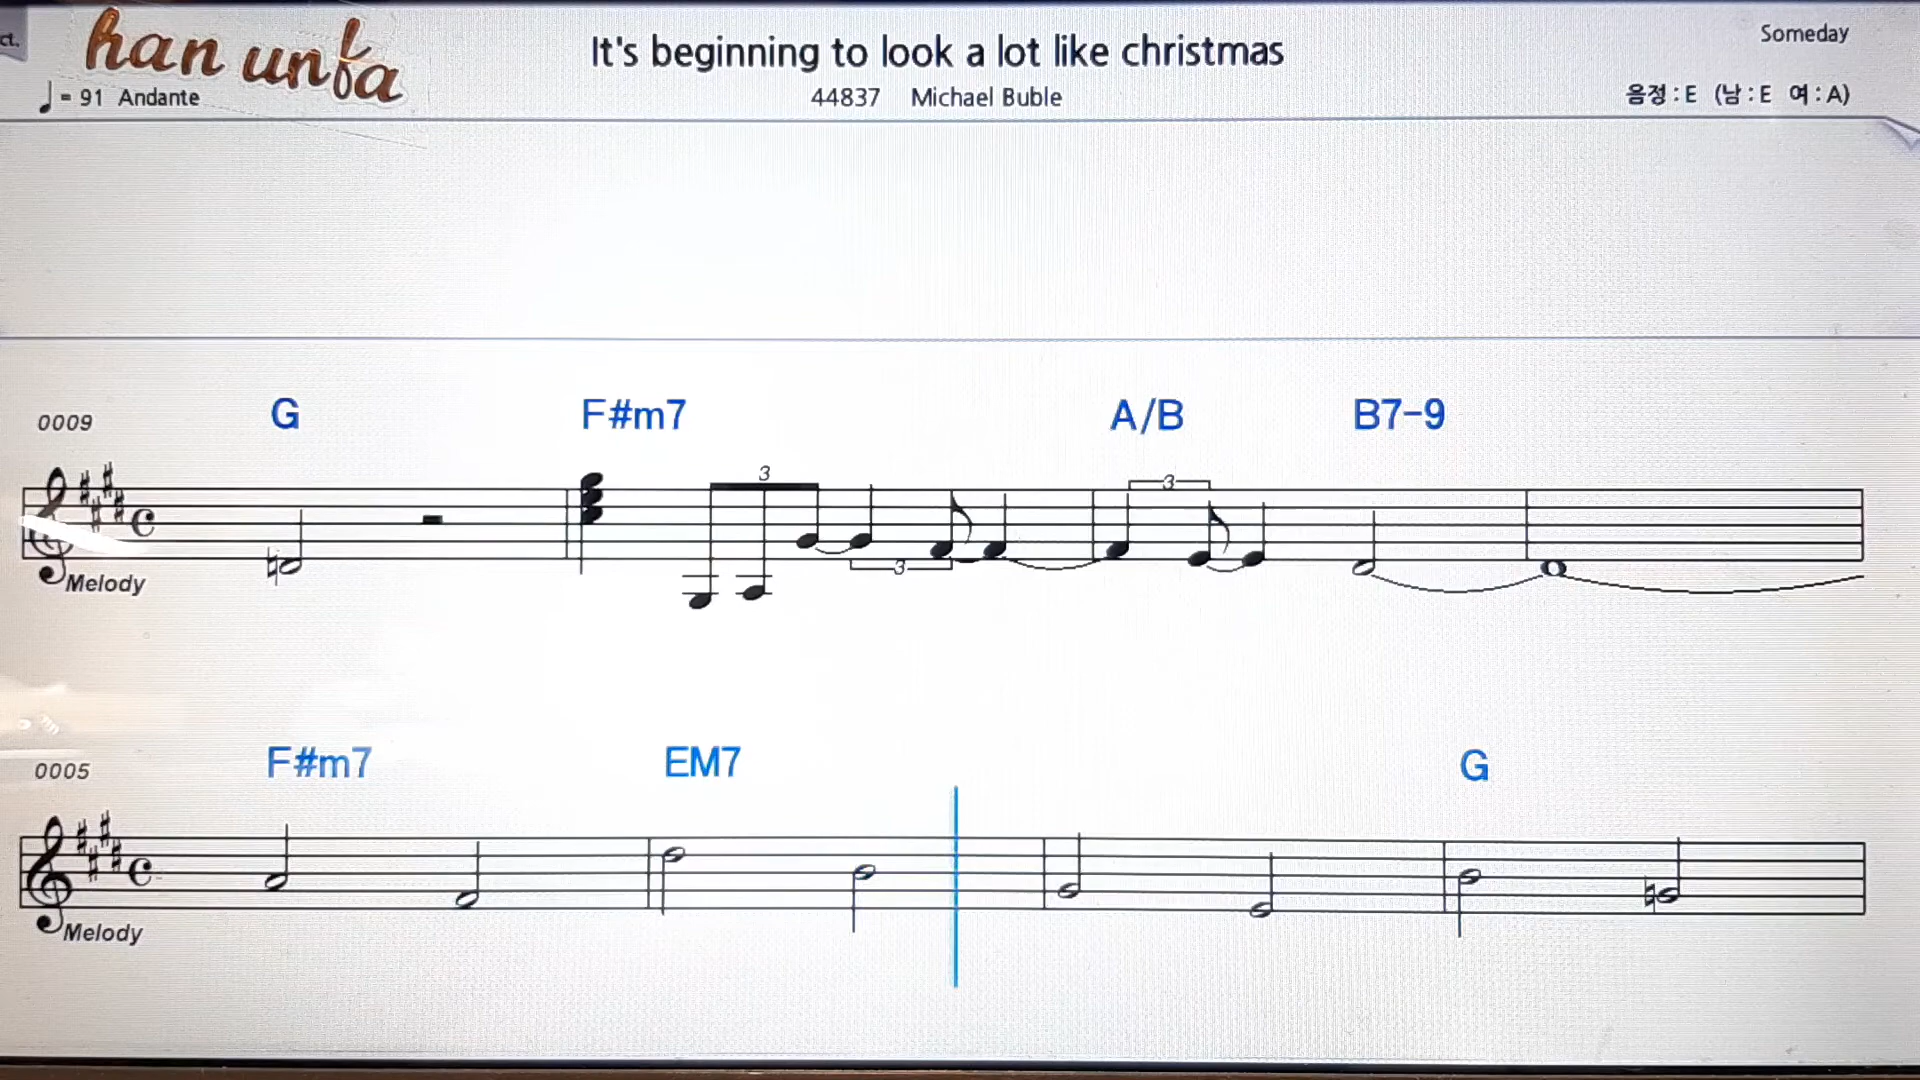 ct.
han unfa
It's beginning to look a lot like christmas
Someday
= 91 Andante
44837 Michael Buble
음정 : E (남 : E 여 : A)
0009
G F#m7 A/B B7-9
3 3 3
Melody
0005
F#m7 EM7 G
Melody